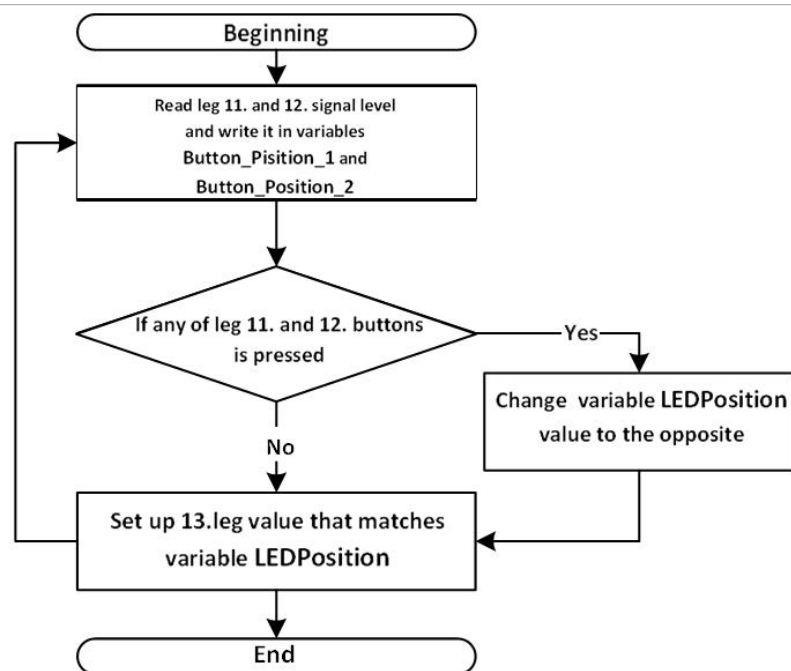 Beginning
Read leg 11. and 12. signal level
and write it in variables
Button_Pisition_1 and
Button_Position_2
If any of leg 11. and 12. buttons
is pressed
Yes
Change variable LEDPosition
value to the opposite
No
Set up 13.leg value that matches
variable LEDPosition
End